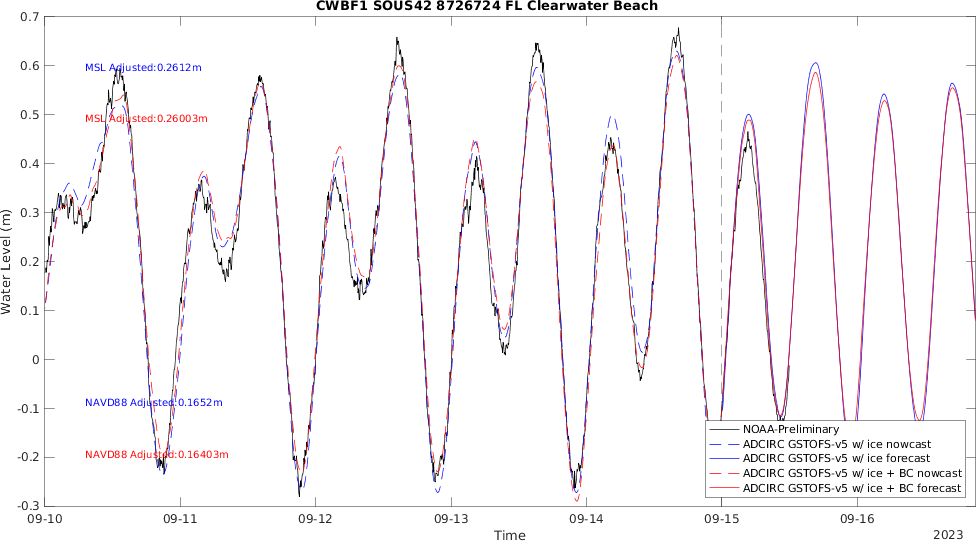 CWBF1 SOUS42 8726724 FL Clearwater Beach
0.7
0.6
0.5
0.4
0.3
0.2
0.1
0
-0.1
-0.2
-0.3
Water Level (m)
MSL Adjusted:0.2612m
MSL Adjusted:0.26003m
NAVD88 Adjusted:0.1652m
NAVD88 Adjusted:0.16403m
NOAA-Preliminary
ADCIRC GSTOFS-v5 w/ ice nowcast
ADCIRC GSTOFS-v5 w/ ice forecast
ADCIRC GSTOFS-v5 w/ ice + BC nowcast
ADCIRC GSTOFS-v5 w/ ice + BC forecast
09-10 09-11 09-12 09-13 09-14 09-15 09-16
Time
2023